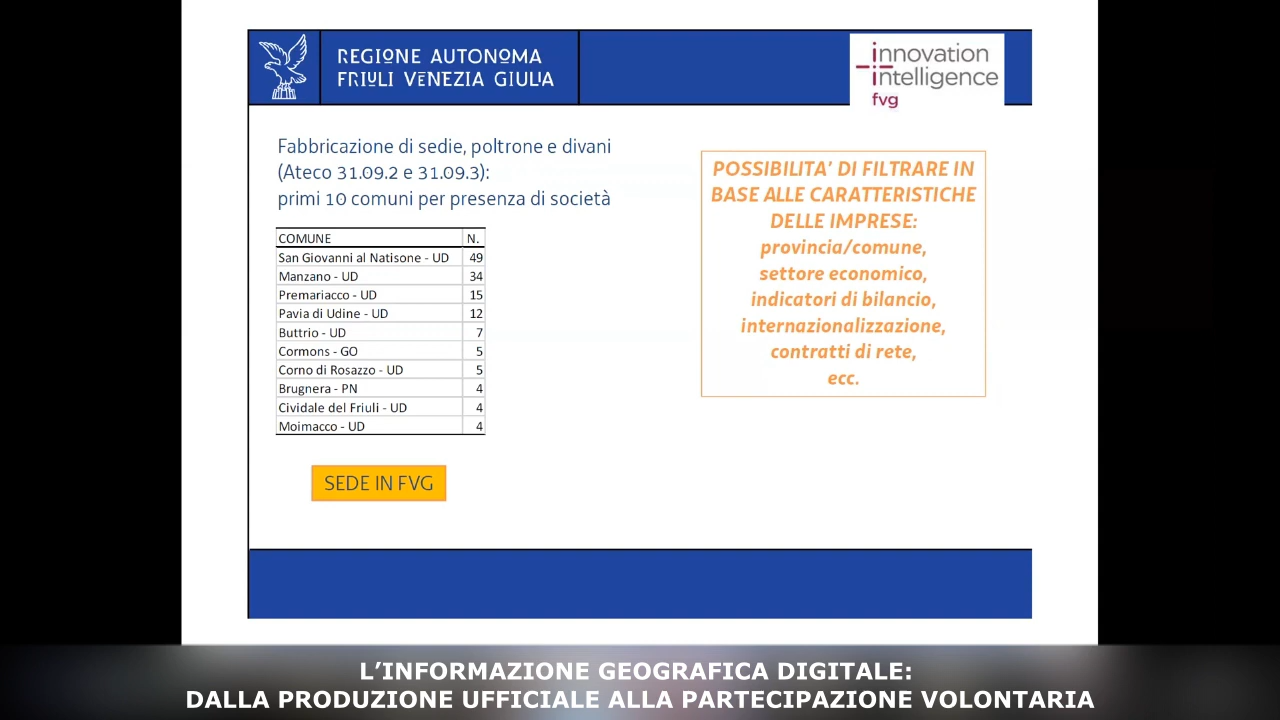 REGIONE AUTONOMA
FRIULI VENEZIA GIULIA
innovation
intelligence
fvg
Fabbricazione di sedie, poltrone e divani
(Ateco 31.09.2 e 31.09.3):
primi 10 comuni per presenza di società
COMUNE N.
San Giovanni al Natisone - UD 49
Manzano - UD 34
Premariacco - UD 15
Pavia di Udine - UD 12
Buttrio - UD 7
Cormons - GO 5
Corno di Rosazzo - UD 5
Brugnera - PN 4
Cividale del Friuli - UD 4
Moimacco - UD 4
SEDE IN FVG
POSSIBILITA' DI FILTRARE IN
BASE ALLE CARATTERISTICHE
DELLE IMPRESE:
provincia/comune,
settore economico,
indicatori di bilancio,
internazionalizzazione,
contratti di rete,
ecc.
L'INFORMAZIONE GEOGRAFICA DIGITALE:
DALLA PRODUZIONE UFFICIALE ALLA PARTECIPAZIONE VOLONTARIA